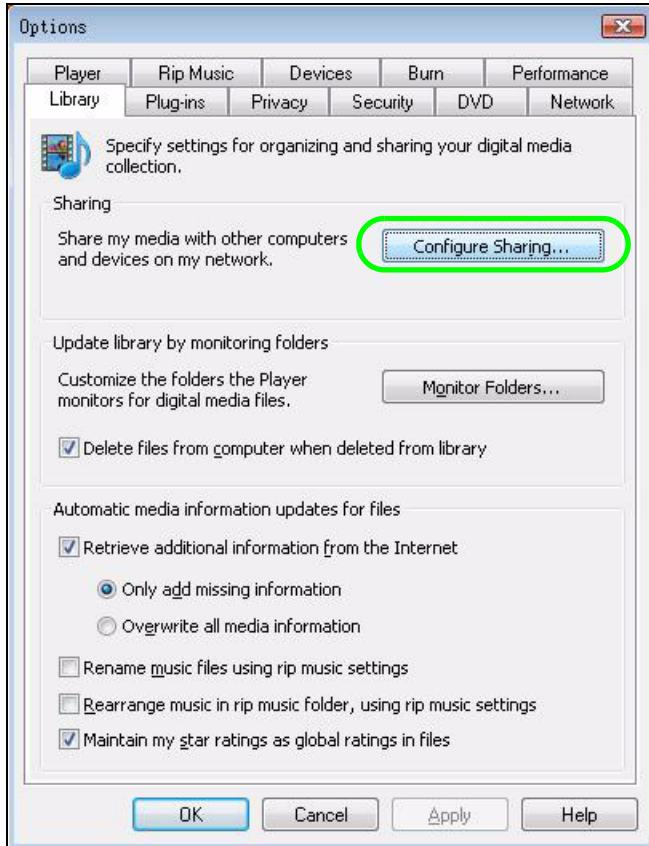 Options
Player Rip Music Devices Burn Performance
Library Plug-ins Privacy Security DVD Network
Specify settings for organizing and sharing your digital media
collection.
Sharing
Share my media with other computers
and devices on my network.
Configure Sharing...
Update library by monitoring folders
Customize the folders the Player
monitors for digital media files.
Monitor Folders...
Delete files from computer when deleted from library
Automatic media information updates for files
Retrieve additional information from the Internet
Only add missing information
Overwrite all media information
Rename music files using rip music settings
Rearrange music in rip music folder, using rip music settings
Maintain my star ratings as global ratings in files
OK Cancel Apply Help